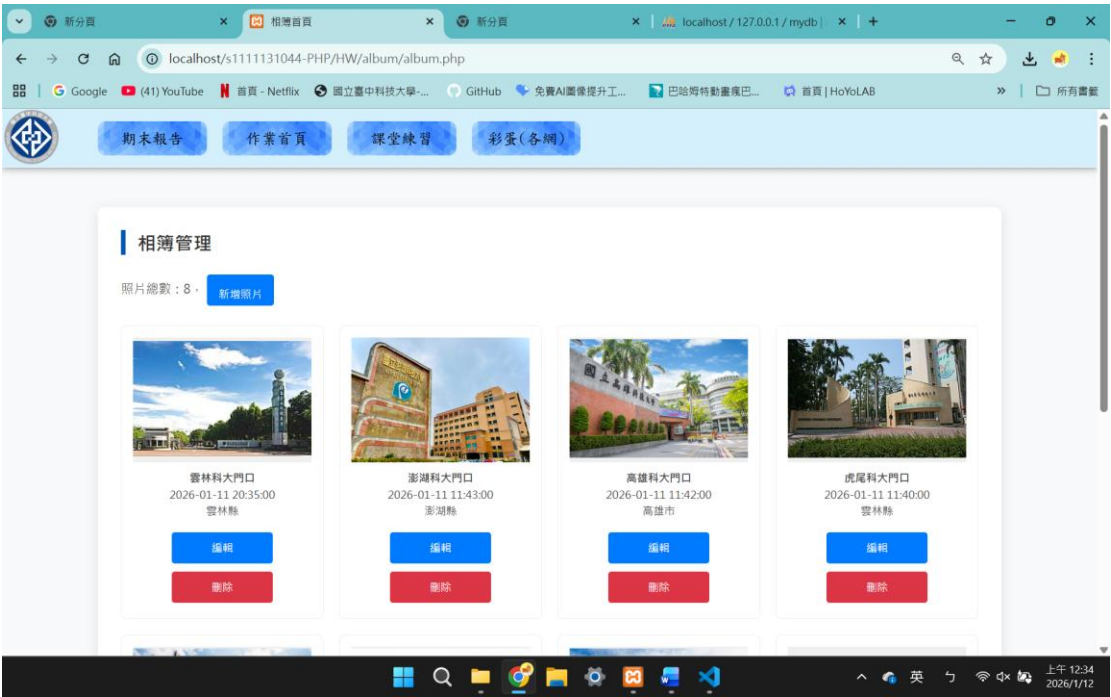 新分頁
相簿首頁
新分頁
localhost / 127.0.0.1 / mydb |
localhost/s1111131044-PHP/HW/album/album.php
Google
(41) YouTube
首頁 - Netflix
國立臺中科技大學-...
GitHub
免費AI圖像提升工...
巴哈姆特動畫瘋巴...
首頁 | HoYoLAB
所有書籤
期末報告
作業首頁
課堂練習
彩蛋(各網)
相簿管理
照片總數：8，
新增照片
雲林科大門口
2026-01-11 20:35:00
雲林縣
編輯
刪除
澎湖科大門口
2026-01-11 11:43:00
澎湖縣
編輯
刪除
國立高雄科技大學
高雄科大門口
2026-01-11 11:42:00
高雄市
編輯
刪除
虎尾科大門口
2026-01-11 11:40:00
雲林縣
編輯
刪除
英
ㄅ
上午 12:34
2026/1/12